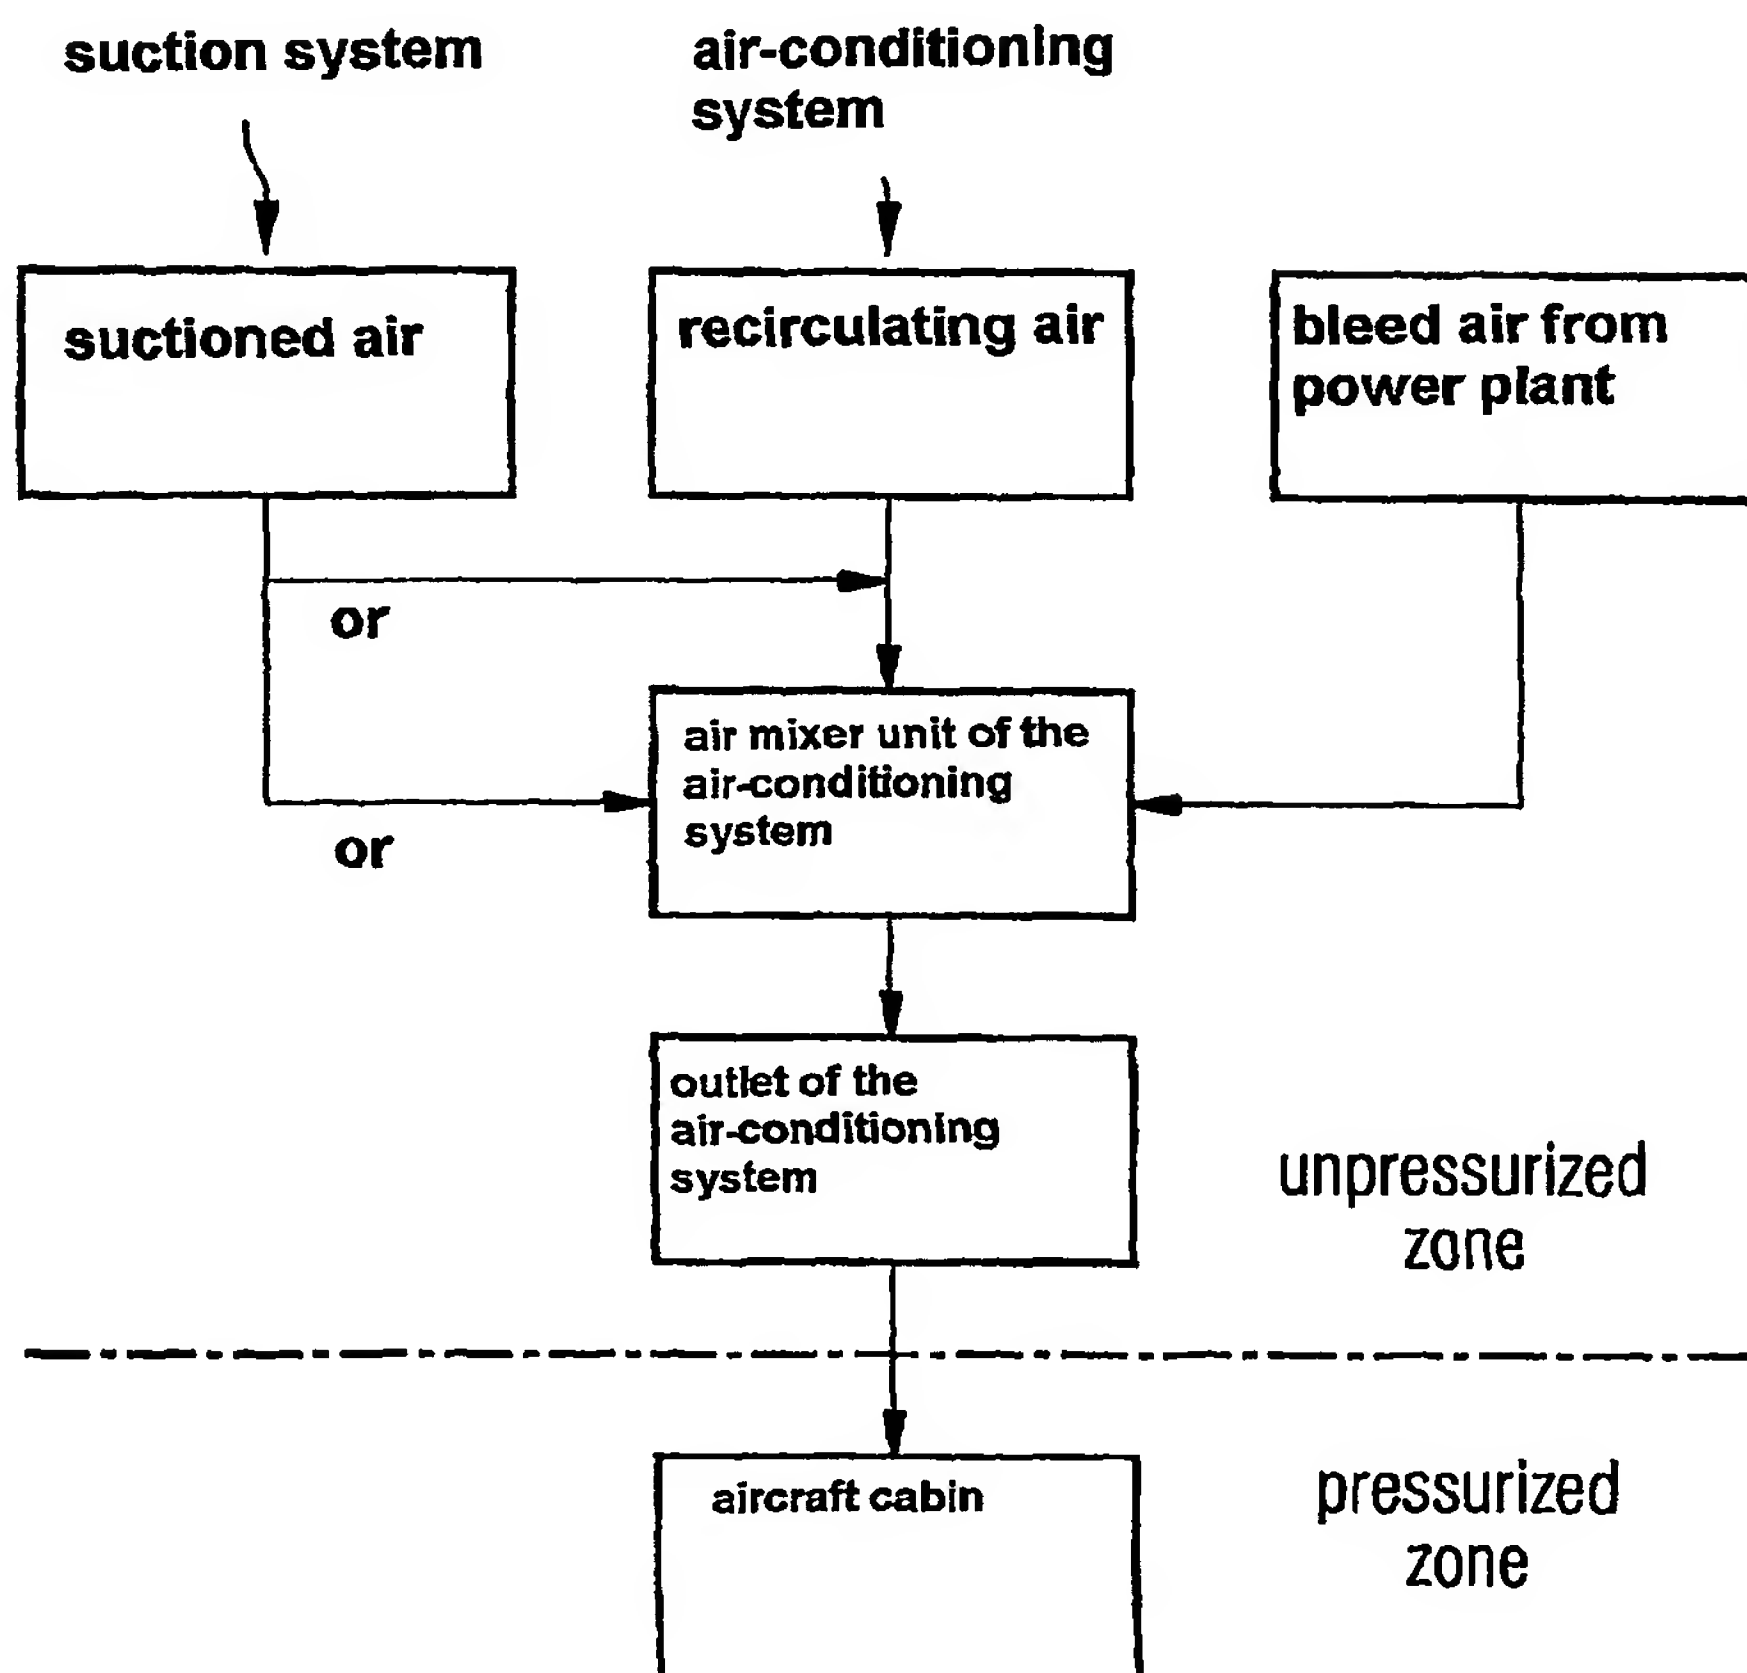 suction system
air-conditioning
system
suctioned air
recirculating air
bleed air from
power plant
or
air mixer unit of the
air-conditioning
system
or
outlet of the
air-conditioning
system
unpressurized
zone
aircraft cabin
pressurized
zone